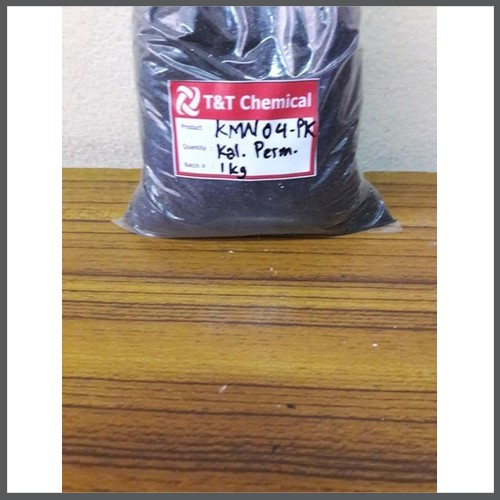 T&T Chemical
Product : KMN04-PK
Quantity : Kal. Perm.
Batch # : 1kg